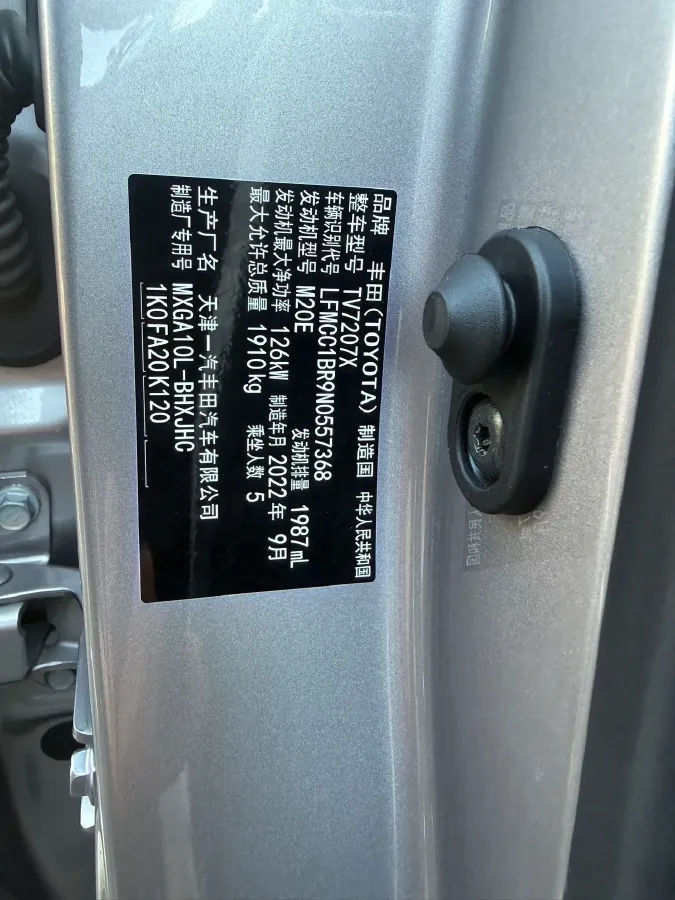 品牌 丰田(TOYOTA) 制造国 中华人民共和国
整车型号 TV7207X
车辆识别代号 LFMCC1BR9N0557368
发动机型号 M20E 发动机排量 1987 mL
发动机最大净功率 126kW 制造年月 2022年 9月
最大允许总质量 1910kg 乘坐人数 5
生产厂名 天津一汽丰田汽车有限公司
制造厂专用号 MXGA10L-BHXJHC
1K0 FA20 K120